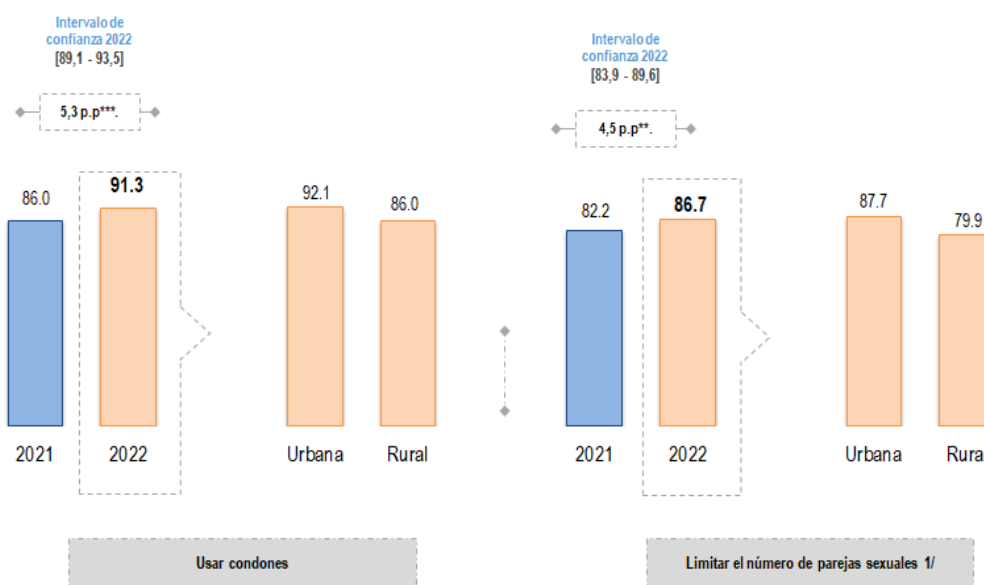 Intervalo de
confianza 2022
[89,1 - 93,5]
5,3 p.p***.
86.0
91.3
92.1
86.0
2021
2022
Urbana
Rural
Usar condones
Intervalo de
confianza 2022
[83,9 - 89,6]
4,5 p.p**.
82.2
86.7
87.7
79.9
2021
2022
Urbana
Rura
Limitar el número de parejas sexuales 1/